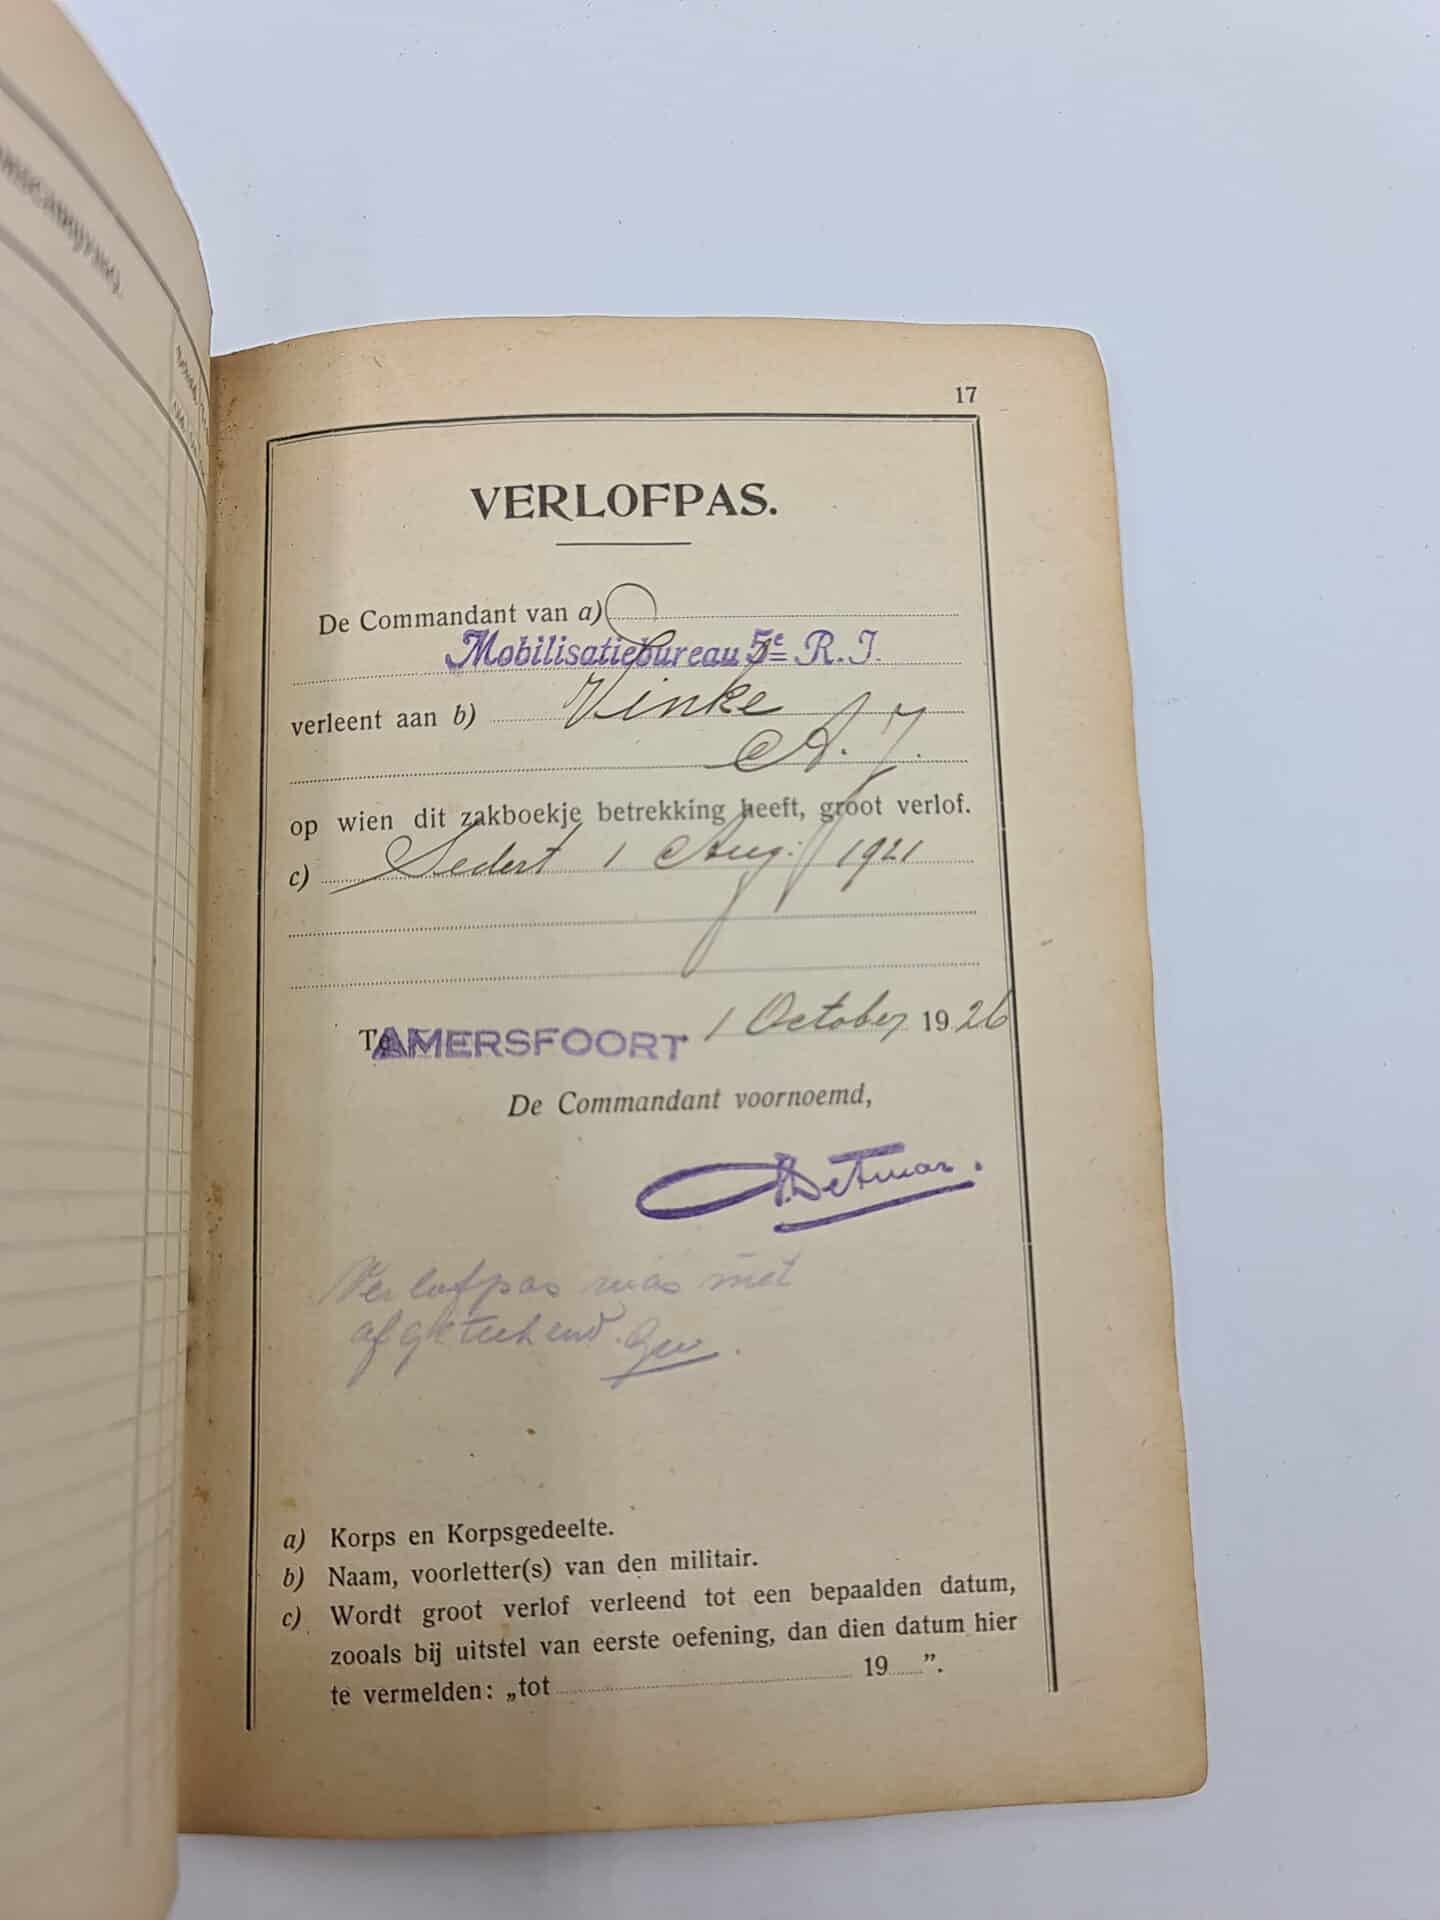 17
VERLOFPAS.
De Commandant van a)
Mobilisatiebureau 5e R.I.
verleent aan b) Vinke
A. J.
op wien dit zakboekje betrekking heeft, groot verlof.
c) Sedert 1 Aug: 1921
Te AMERSFOORT 1 October 1926
De Commandant voornoemd,
Detmar.
Verlofpas was niet
afgeteekend.
a) Korps en Korpsgedeelte.
b) Naam, voorletter(s) van den militair.
c) Wordt groot verlof verleend tot een bepaalden datum,
zooals bij uitstel van eerste oefening, dan dien datum hier
te vermelden: „tot 19 ”.